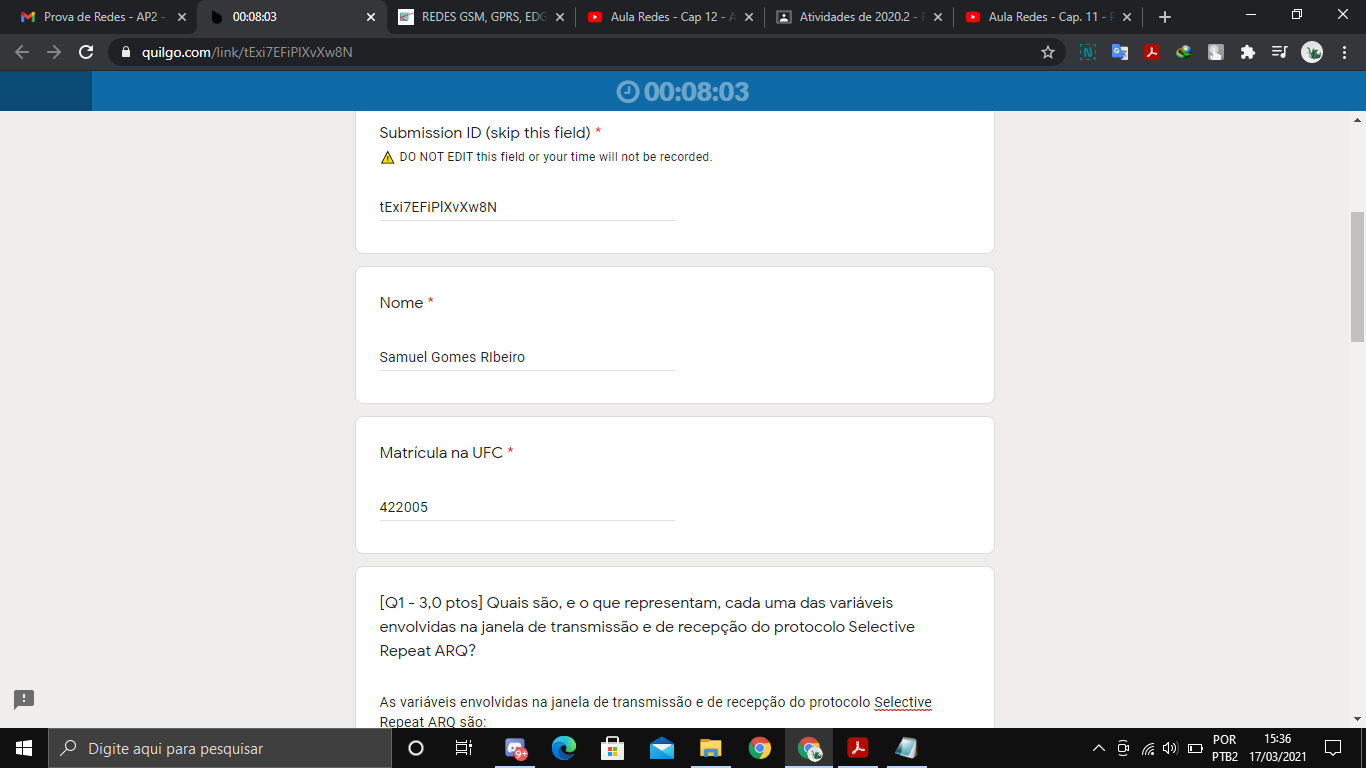 Prova de Redes - AP2 -
00:08:03
REDES GSM, GPRS, EDG
Aula Redes - Cap 12 - A
Atividades de 2020.2 -
Aula Redes - Cap. 11 -
quilgo.com/link/tExi7EFiPlXvXw8N
00:08:03
Submission ID (skip this field) *
DO NOT EDIT this field or your time will not be recorded.
tExi7EFiPlXvXw8N
Nome *
Samuel Gomes RIbeiro
Matrícula na UFC *
422005
[Q1 - 3,0 ptos] Quais são, e o que representam, cada uma das variáveis
envolvidas na janela de transmissão e de recepção do protocolo Selective
Repeat ARQ?
As variáveis envolvidas na janela de transmissão e de recepção do protocolo Selective
Repeat ARQ são:
Digite aqui para pesquisar
9+
POR
PTB2
15:36
17/03/2021